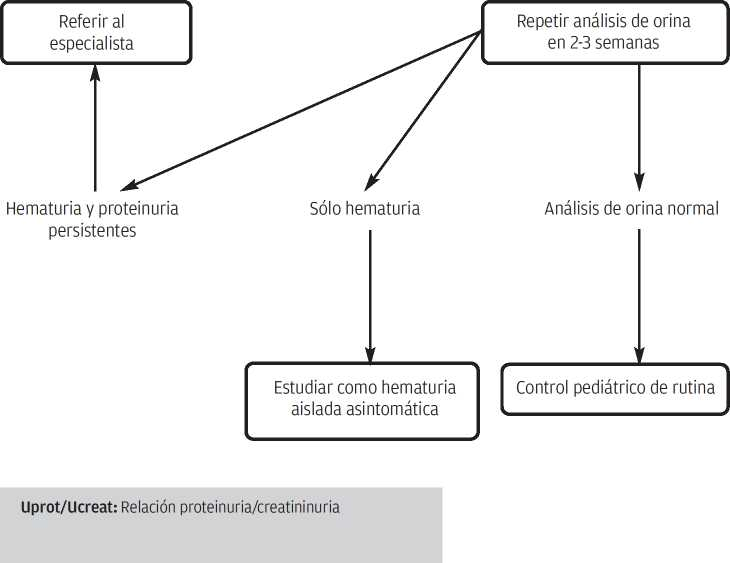 Referir al
especialista
Repetir análisis de orina
en 2-3 semanas
Hematuria y proteinuria
persistentes
Sólo hematuria
Análisis de orina normal
Estudiar como hematuria
aislada asintomática
Control pediátrico de rutina
Uprot/Ucreat: Relación proteinuria/creatininuria